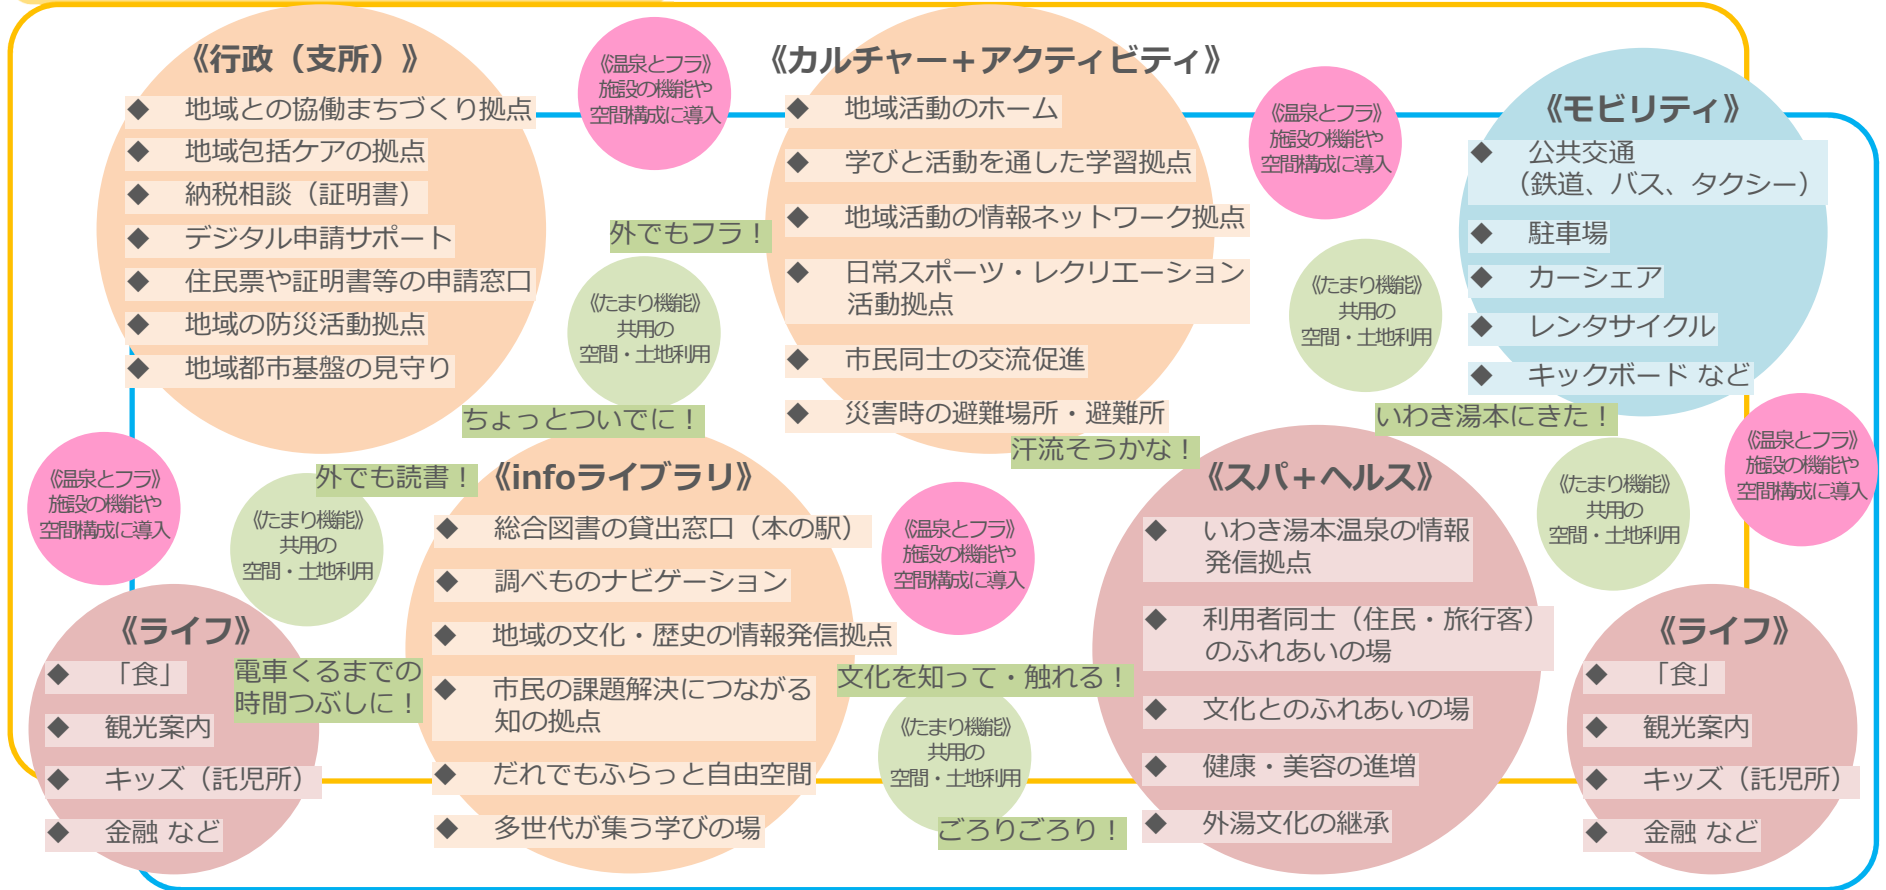 《行政（支所）》
◆ 地域との協働まちづくり拠点
◆ 地域包括ケアの拠点
◆ 納税相談（証明書）
◆ デジタル申請サポート
◆ 住民票や証明書等の申請窓口
◆ 地域の防災活動拠点
◆ 地域都市基盤の見守り
《温泉とフラ》
施設の機能や
空間構成に導入
《カルチャー＋アクティビティ》
◆ 地域活動のホーム
◆ 学びと活動を通した学習拠点
◆ 地域活動の情報ネットワーク拠点
◆ 日常スポーツ・レクリエーション
活動拠点
◆ 市民同士の交流促進
◆ 災害時の避難場所・避難所
《温泉とフラ》
施設の機能や
空間構成に導入
《モビリティ》
◆ 公共交通
（鉄道、バス、タクシー）
◆ 駐車場
◆ カーシェア
◆ レンタサイクル
◆ キックボード など
外でもフラ！
《たまり機能》
共用の
空間・土地利用
《たまり機能》
共用の
空間・土地利用
ちょっとついでに！
汗流そうかな！
いわき湯本にきた！
《温泉とフラ》
施設の機能や
空間構成に導入
外でも読書！
《たまり機能》
共用の
空間・土地利用
《infoライブラリ》
◆ 総合図書の貸出窓口（本の駅）
◆ 調べものナビゲーション
◆ 地域の文化・歴史の情報発信拠点
◆ 市民の課題解決につながる
知の拠点
◆ だれでもふらっと自由空間
◆ 多世代が集う学びの場
《温泉とフラ》
施設の機能や
空間構成に導入
《スパ＋ヘルス》
◆ いわき湯本温泉の情報
発信拠点
◆ 利用者同士（住民・旅行客）
のふれあいの場
◆ 文化とのふれあいの場
◆ 健康・美容の進増
◆ 外湯文化の継承
《たまり機能》
共用の
空間・土地利用
《温泉とフラ》
施設の機能や
空間構成に導入
《ライフ》
◆ 「食」
◆ 観光案内
◆ キッズ（託児所）
◆ 金融 など
電車くるまでの
時間つぶしに！
文化を知って・触れる！
《たまり機能》
共用の
空間・土地利用
ごろりごろり！
《ライフ》
◆ 「食」
◆ 観光案内
◆ キッズ（託児所）
◆ 金融 など